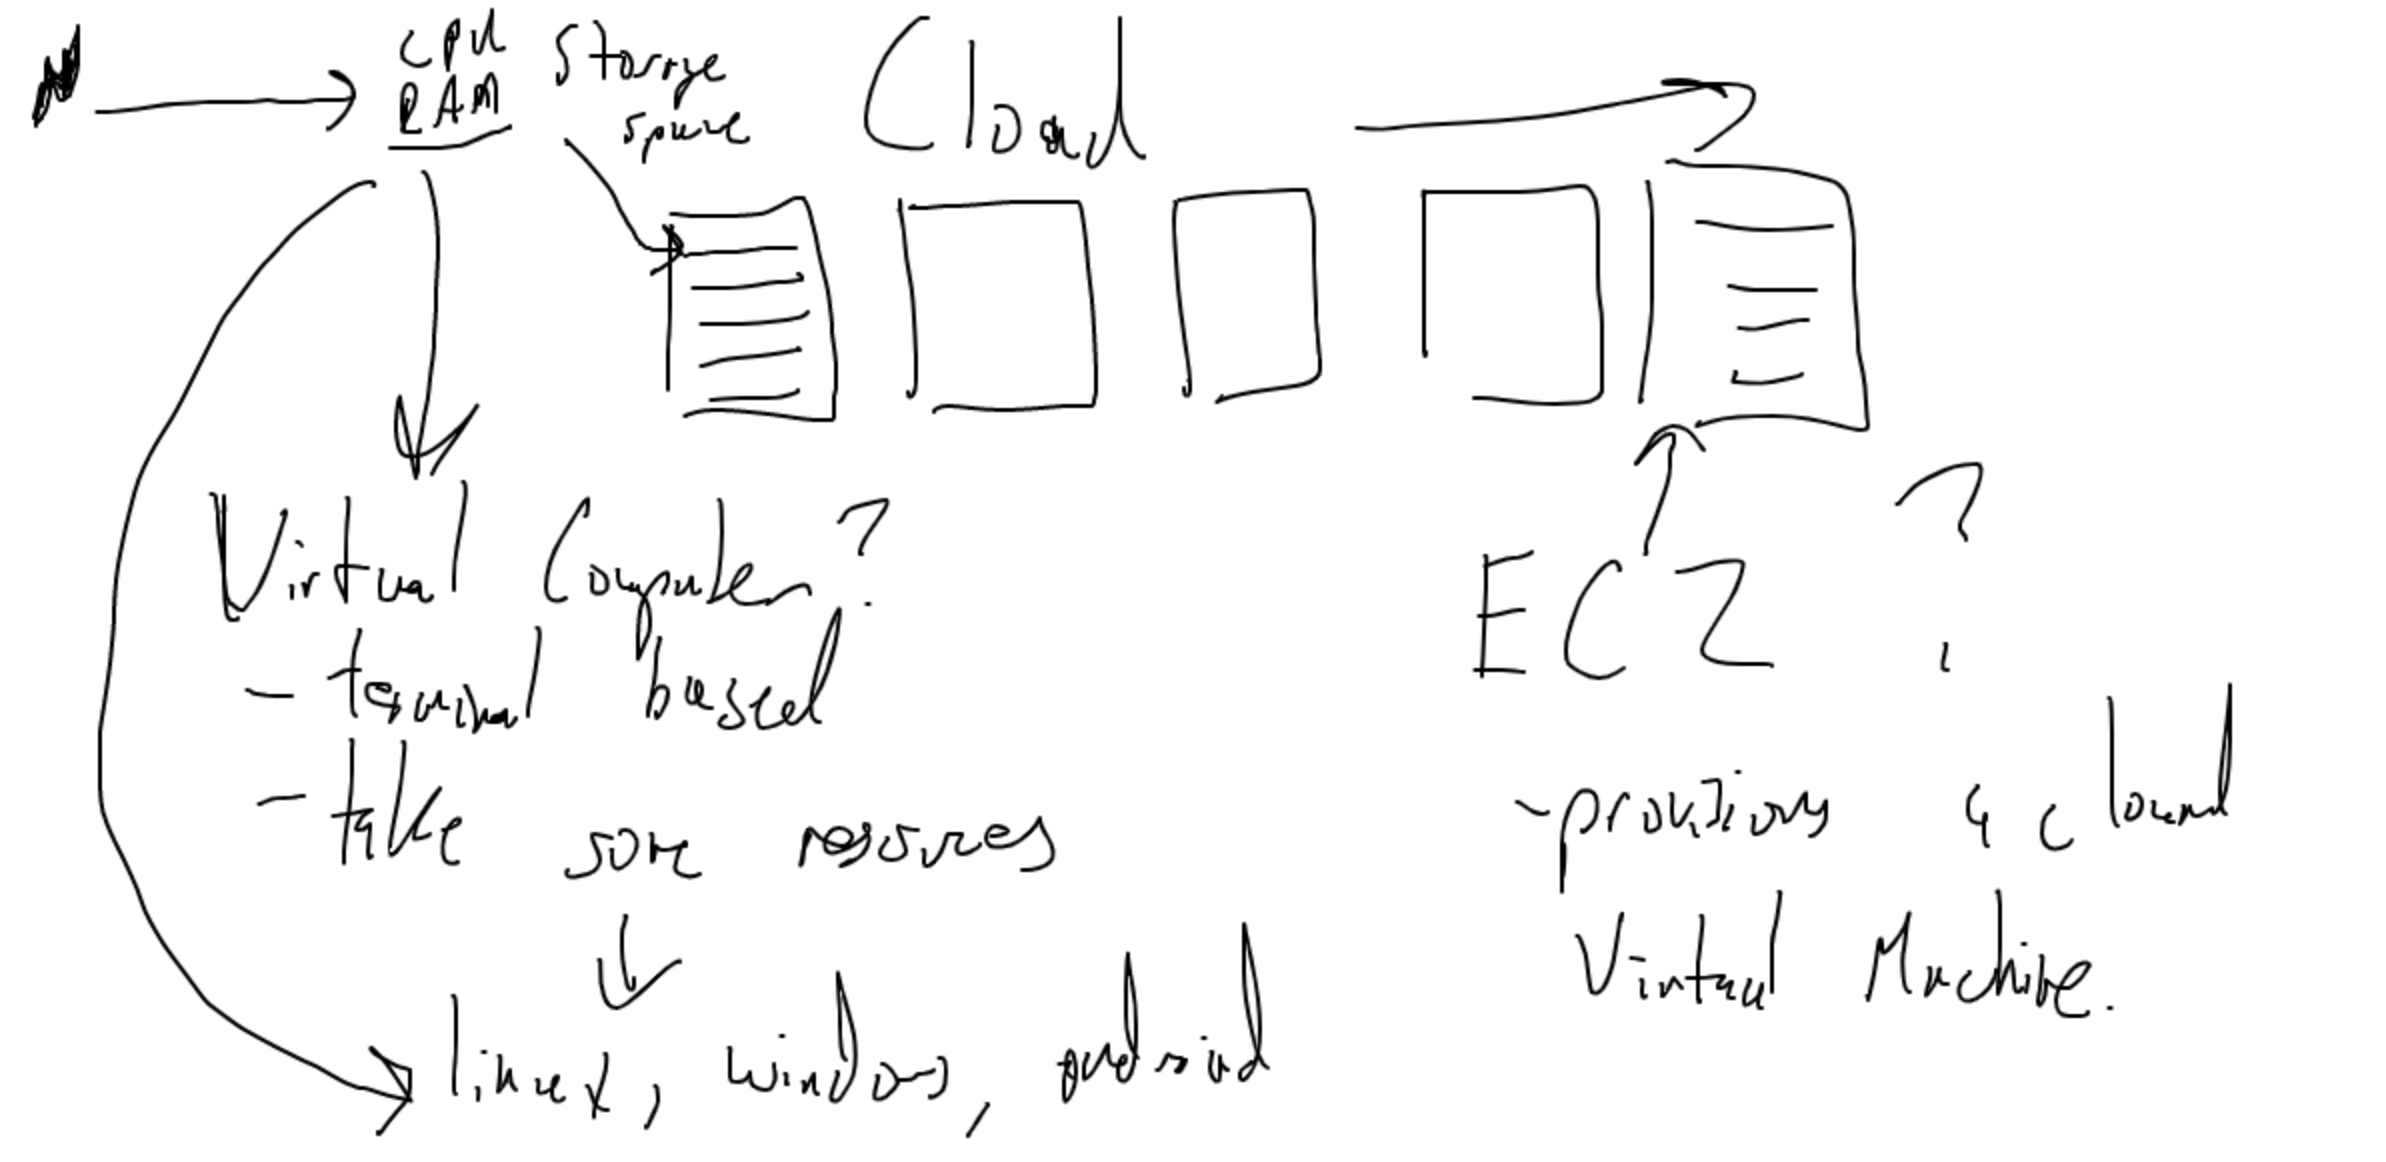 CPU
RAM
Storage
space
Cloud
Virtual Computer?
- terminal based
- take some resources
linux, windows, android
EC2 ?
- provisions a cloud
Virtual Machine.